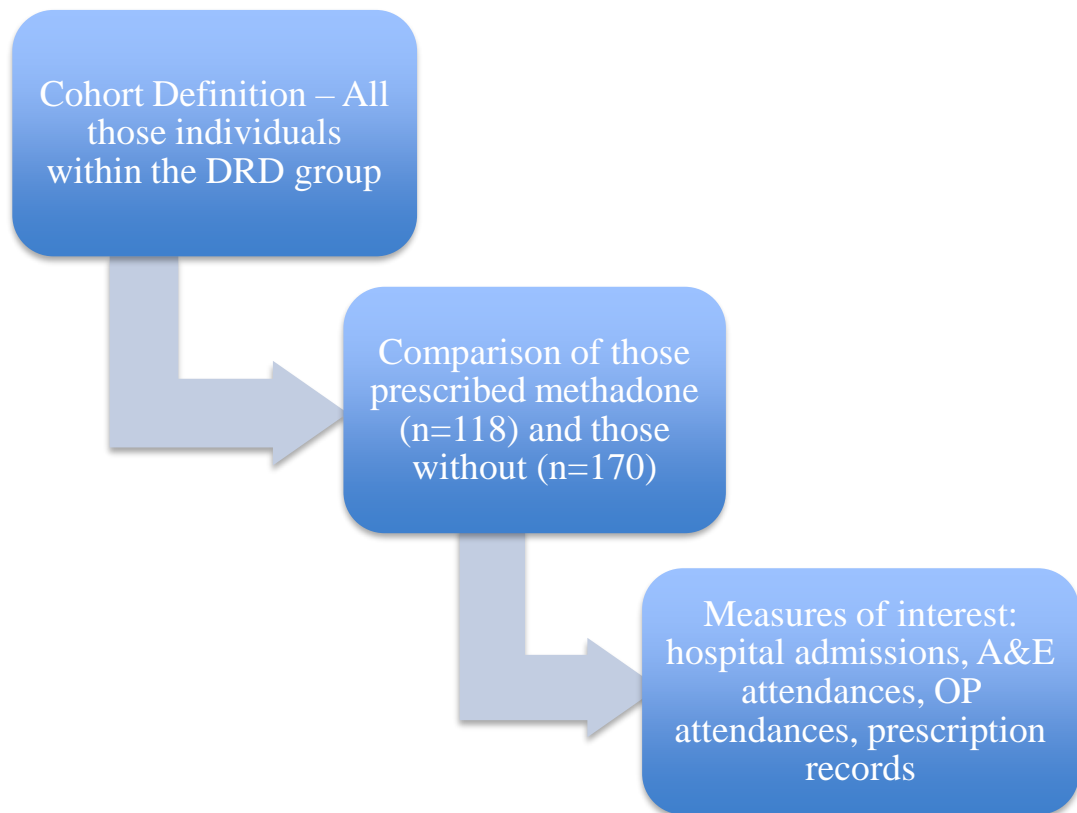 Cohort Definition – All
those individuals
within the DRD group
Comparison of those
prescribed methadone
(n=118) and those
without (n=170)
Measures of interest:
hospital admissions, A&E
attendances, OP
attendances, prescription
records